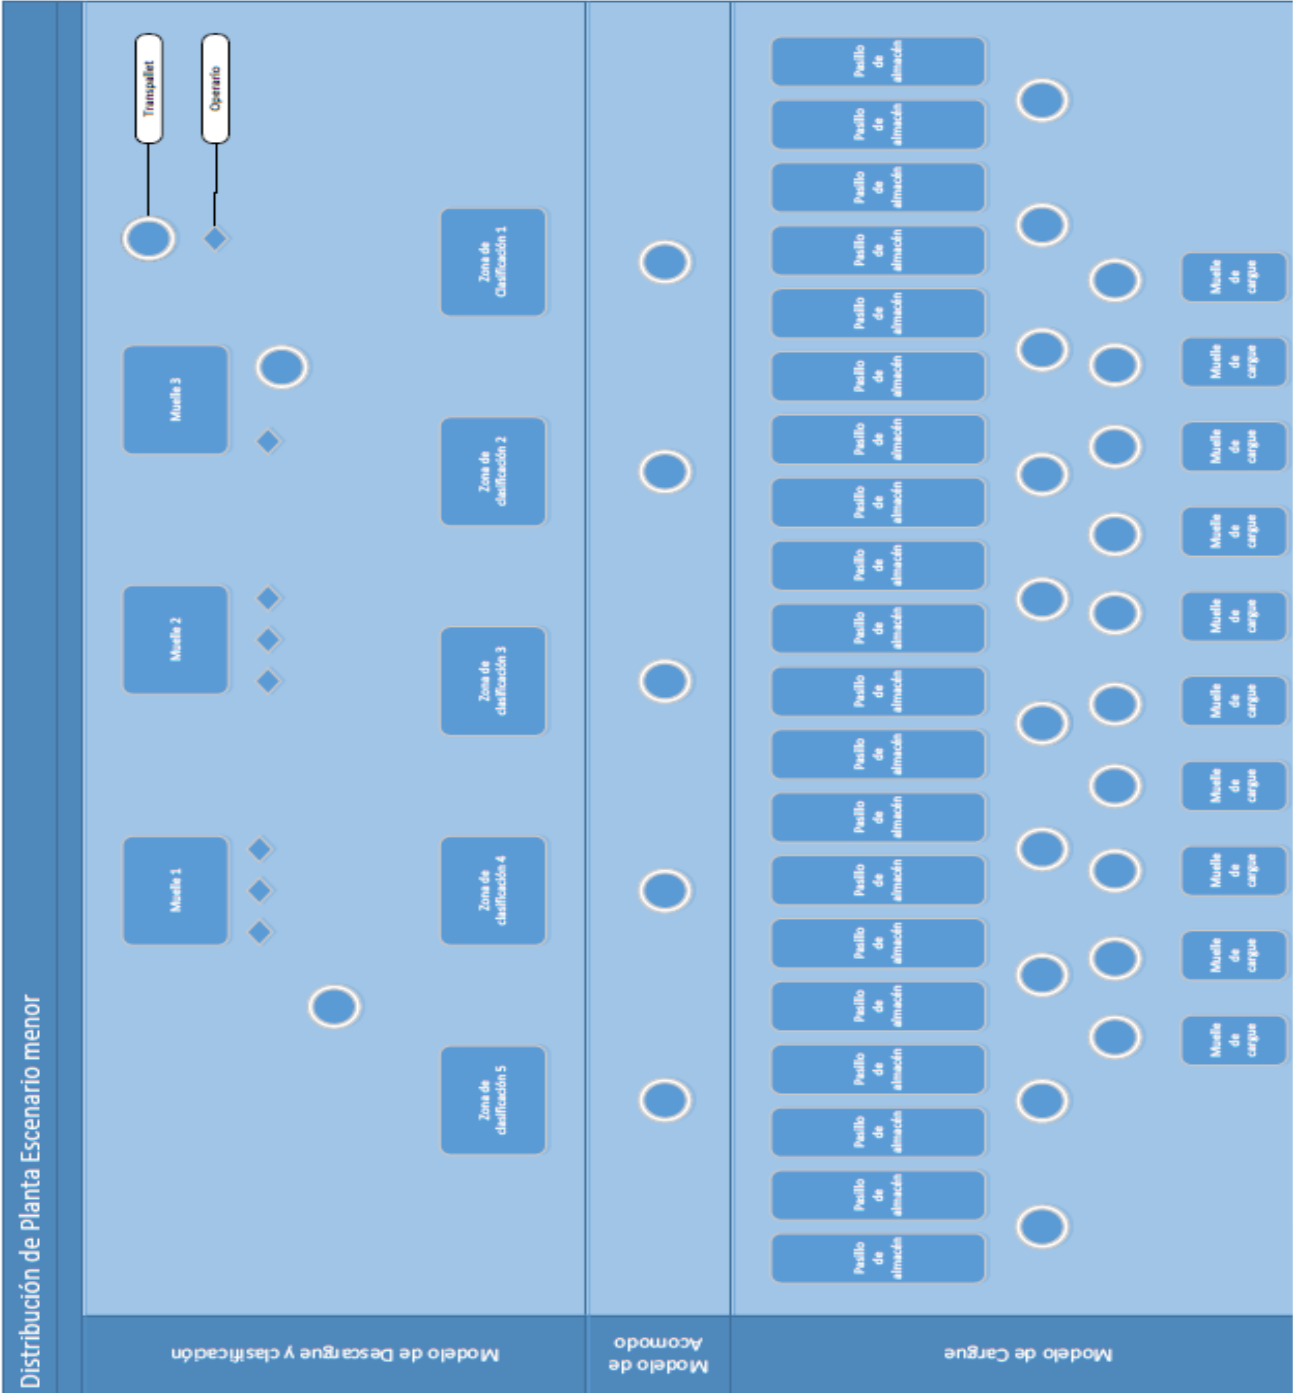 Distribución de Planta Escenario menor
Modelo de Descargue y clasificación
Muelle 1
Muelle 2
Muelle 3
Transpallet
Operario
Zona de
clasificación 5
Zona de
clasificación 4
Zona de
clasificación 3
Zona de
clasificación 2
Zona de
Clasificación 1
Modelo de
Acomodo
Modelo de Cargue
Pasillo
de
almacén
Pasillo
de
almacén
Pasillo
de
almacén
Pasillo
de
almacén
Pasillo
de
almacén
Pasillo
de
almacén
Pasillo
de
almacén
Pasillo
de
almacén
Pasillo
de
almacén
Pasillo
de
almacén
Pasillo
de
almacén
Pasillo
de
almacén
Pasillo
de
almacén
Pasillo
de
almacén
Pasillo
de
almacén
Pasillo
de
almacén
Pasillo
de
almacén
Pasillo
de
almacén
Pasillo
de
almacén
Pasillo
de
almacén
Muelle
de
cargue
Muelle
de
cargue
Muelle
de
cargue
Muelle
de
cargue
Muelle
de
cargue
Muelle
de
cargue
Muelle
de
cargue
Muelle
de
cargue
Muelle
de
cargue
Muelle
de
cargue